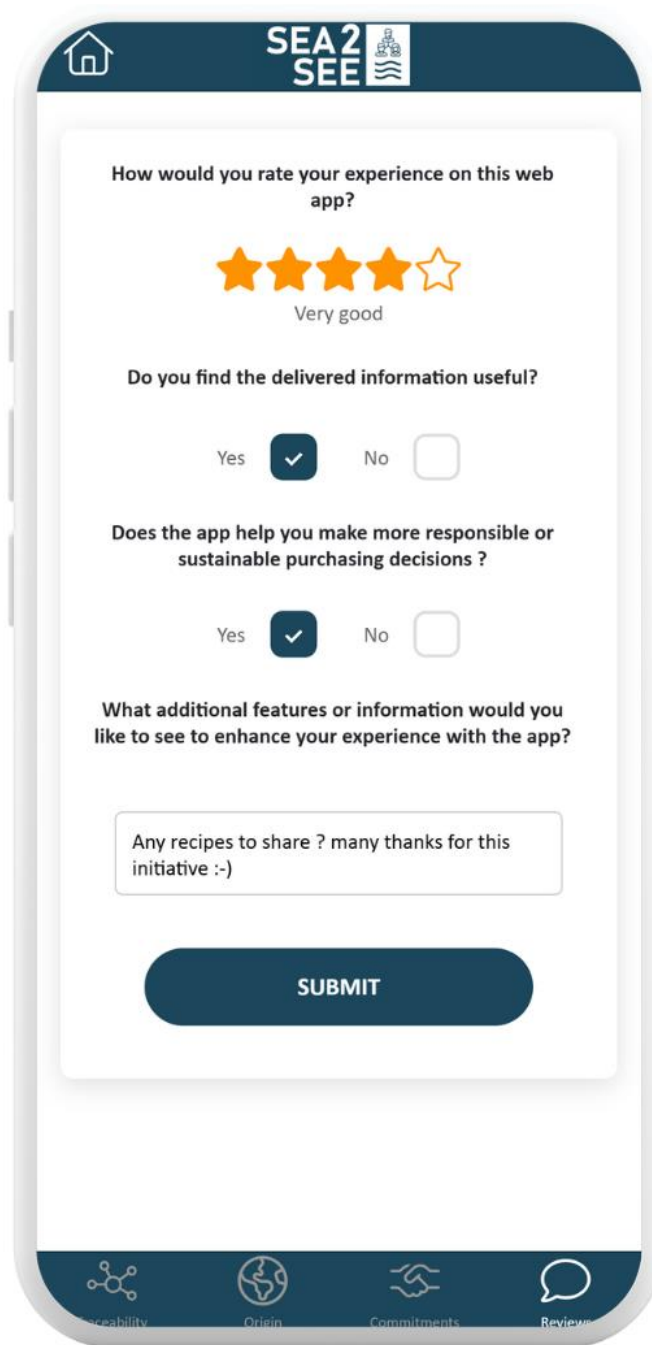 SEA2
SEE
How would you rate your experience on this web
app?
Very good
Do you find the delivered information useful?
Yes
No
Does the app help you make more responsible or
sustainable purchasing decisions ?
Yes
No
What additional features or information would you
like to see to enhance your experience with the app?
Any recipes to share ? many thanks for this
initiative :-)
SUBMIT
raceability
Origin
Commitments
Reviews